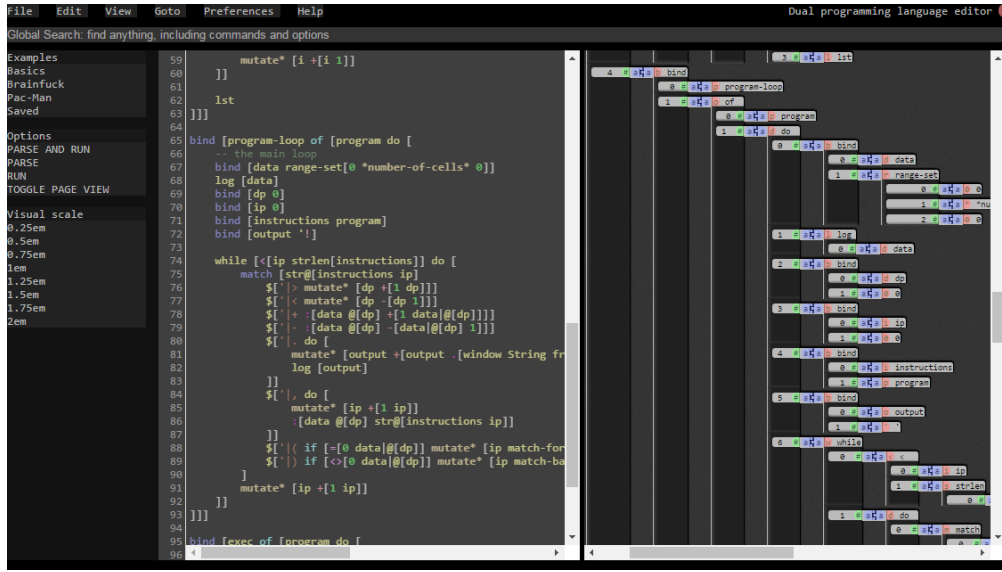 File Edit View Goto Preferences Help
Dual programming language editor
Global Search: find anything, including commands and options
Examples
Basics
Brainfuck
Pac-Man
Saved
Options
PARSE AND RUN
PARSE
RUN
TOGGLE PAGE VIEW
Visual scale
0.25em
0.5em
0.75em
1em
1.25em
1.5em
1.75em
2em
59 mutate* [i +[i 1]]
60 ]]
61
62 lst
63 ]]]
64
65 bind [program-loop of [program do [
66 -- the main loop
67 bind [data range-set[0 *number-of-cells* 0]]
68 log [data]
69 bind [dp 0]
70 bind [ip 0]
71 bind [instructions program]
72 bind [output '!]
73
74 while [<[ip strlen[instructions]] do [
75 match [str@[instructions ip]
76 $['|> mutate* [dp +[1 dp]]]
77 $['|< mutate* [dp -[dp 1]]]
78 $['|+ :[data @[dp] +[1 data|@[dp]]]]
79 $['|- :[data @[dp] -[data|@[dp] 1]]]
80 $['|. do [
81 mutate* [output +[output .[window String fr
82 log [output]
83 ]]
84 $['|, do [
85 mutate* [ip +[1 ip]]
86 :[data @[dp] str@[instructions ip]]
87 ]]
88 $['|( if [=[0 data|@[dp]] mutate* [ip match-for
89 $['|) if [<>[0 data|@[dp]] mutate* [ip match-ba
90 ]
91 mutate* [ip +[1 ip]]
92 ]]
93 ]]]
94
95 bind [exec of [program do [
96
3 # a a l lst
4 # a a b bind
0 # a a p program-loop
1 # a a o of
0 # a a p program
1 # a a d do
0 # a a b bind
0 # a a d data
1 # a a r range-set
0 # a a 0 0
1 # a a * *nu
2 # a a 0 0
1 # a a l log
0 # a a d data
2 # a a b bind
0 # a a d dp
1 # a a 0 0
3 # a a b bind
0 # a a i ip
1 # a a 0 0
4 # a a b bind
0 # a a i instructions
1 # a a p program
5 # a a b bind
0 # a a o output
1 # a a ' '
6 # a a w while
0 # a a < <
0 # a a i ip
1 # a a s strlen
0 # a
1 # a a d do
0 # a a m match